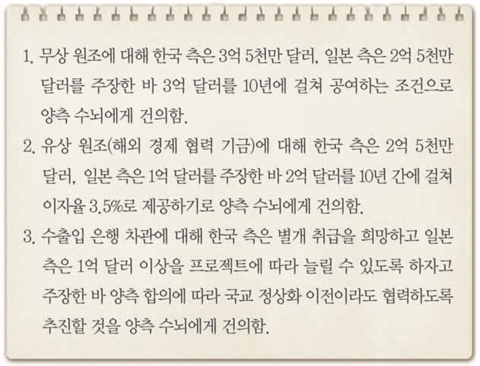 1. 무상 원조에 대해 한국 측은 3억 5천만 달러, 일본 측은 2억 5천만
달러를 주장한 바 3억 달러를 10년에 걸쳐 공여하는 조건으로
양측 수뇌에게 건의함.
2. 유상 원조(해외 경제 협력 기금)에 대해 한국 측은 2억 5천만
달러, 일본 측은 1억 달러를 주장한 바 2억 달러를 10년 간에 걸쳐
이자율 3.5%로 제공하기로 양측 수뇌에게 건의함.
3. 수출입 은행 차관에 대해 한국 측은 별개 취급을 희망하고 일본
측은 1억 달러 이상을 프로젝트에 따라 늘릴 수 있도록 하자고
주장한 바 양측 합의에 따라 국교 정상화 이전이라도 협력하도록
추진할 것을 양측 수뇌에게 건의함.